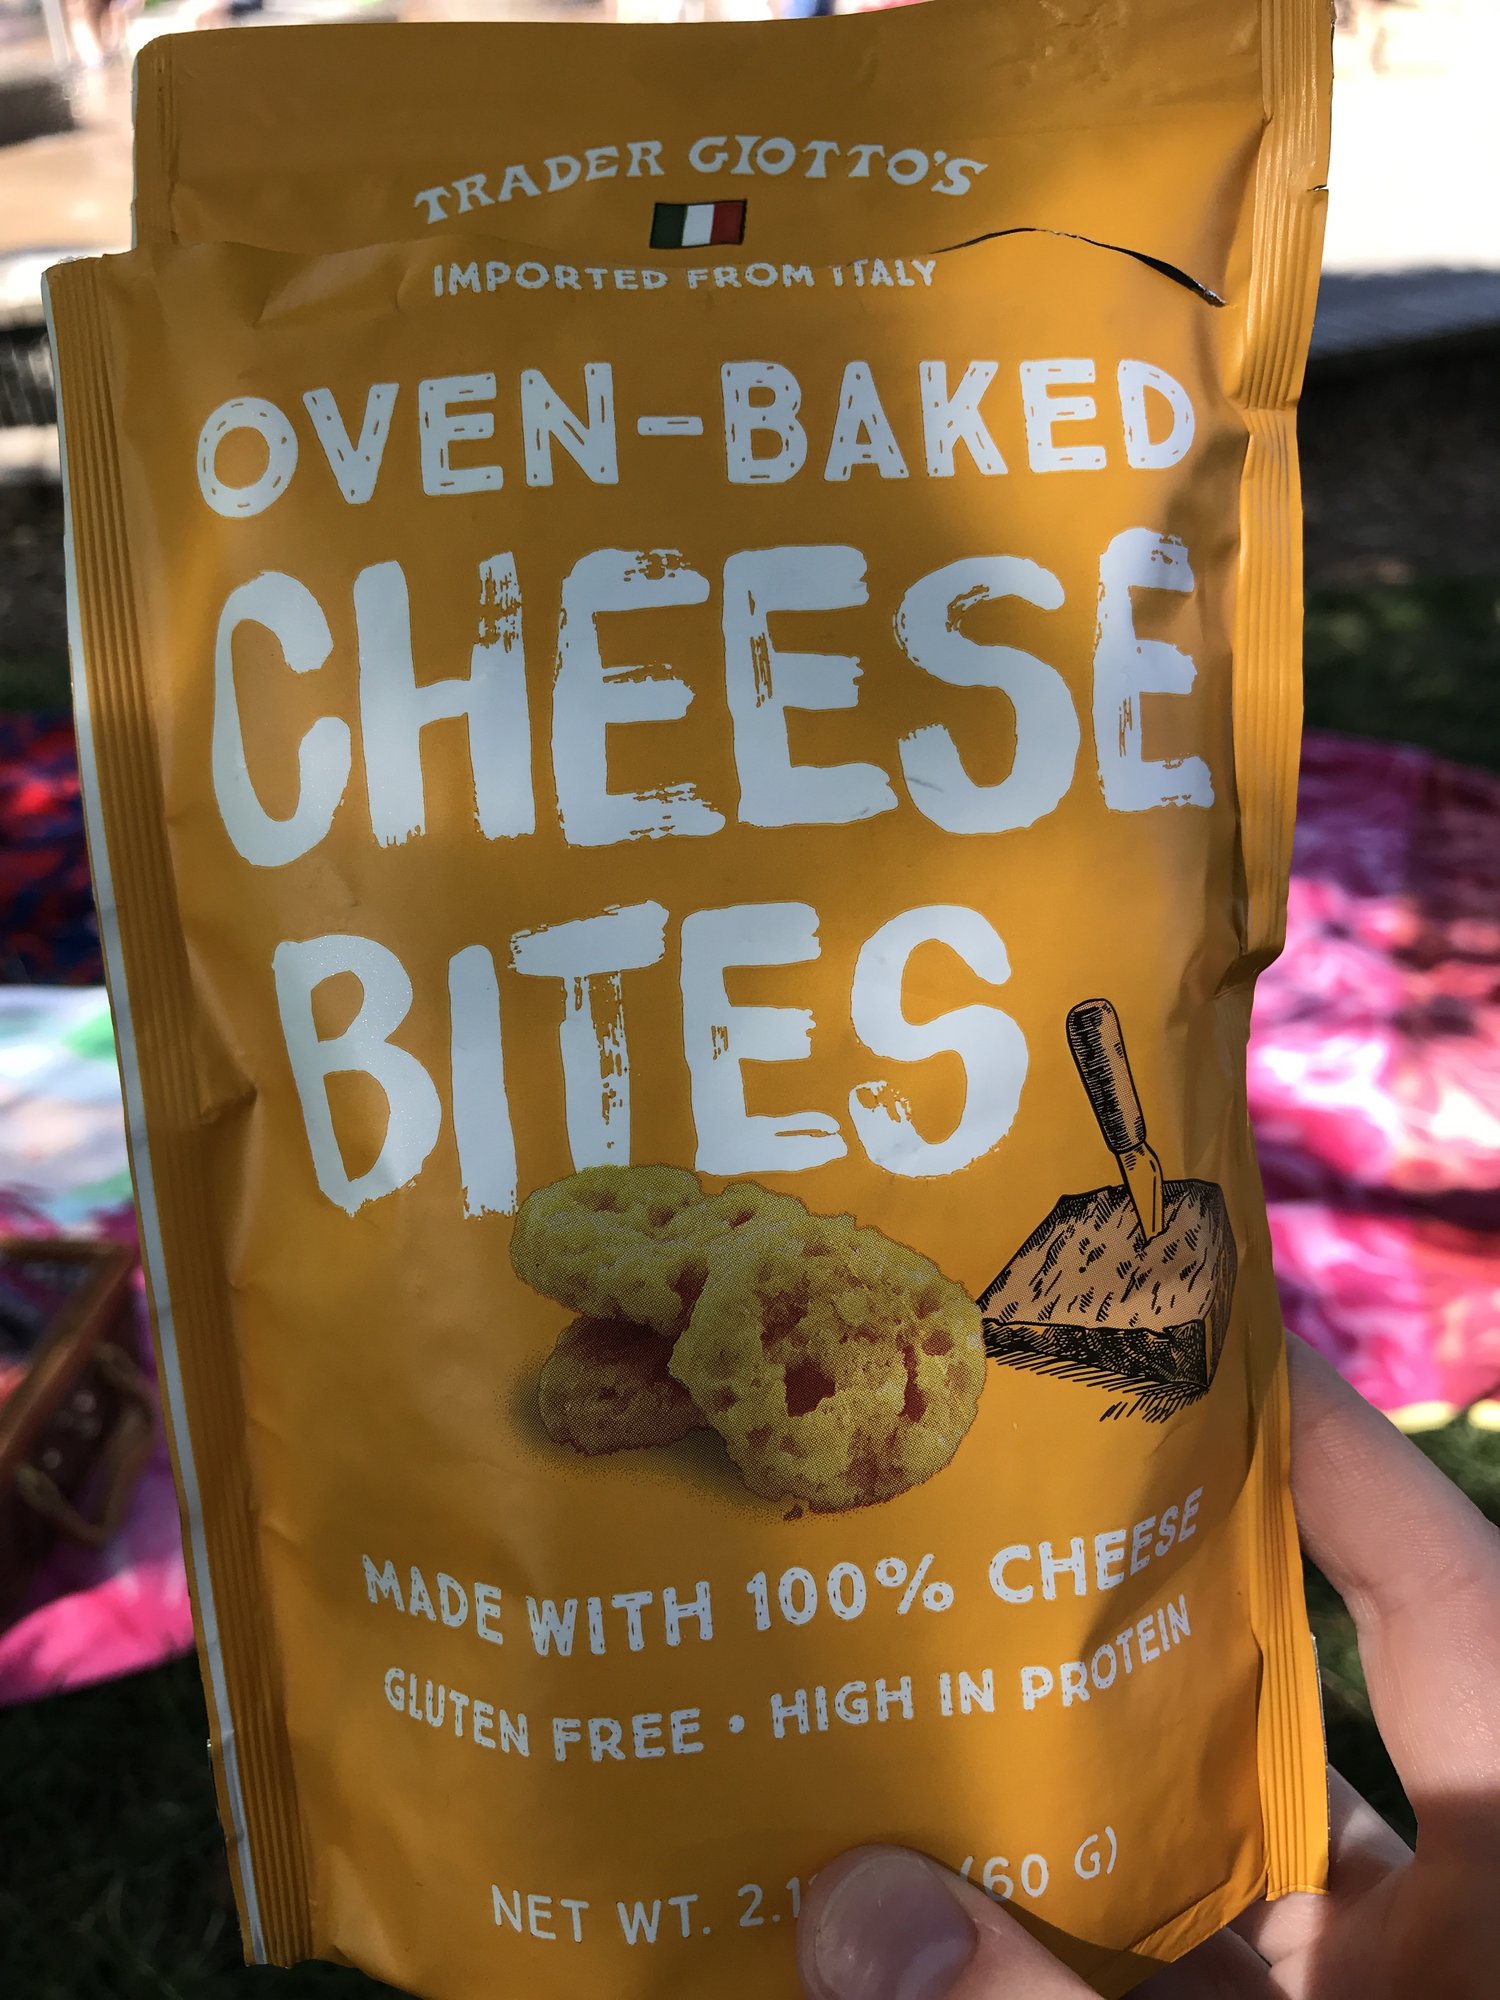 TRADER GIOTTO'S
IMPORTED FROM ITALY
OVEN-BAKED
CHEESE
BITES
MADE WITH 100% CHEESE
GLUTEN FREE • HIGH IN PROTEIN
NET WT. (60 G)